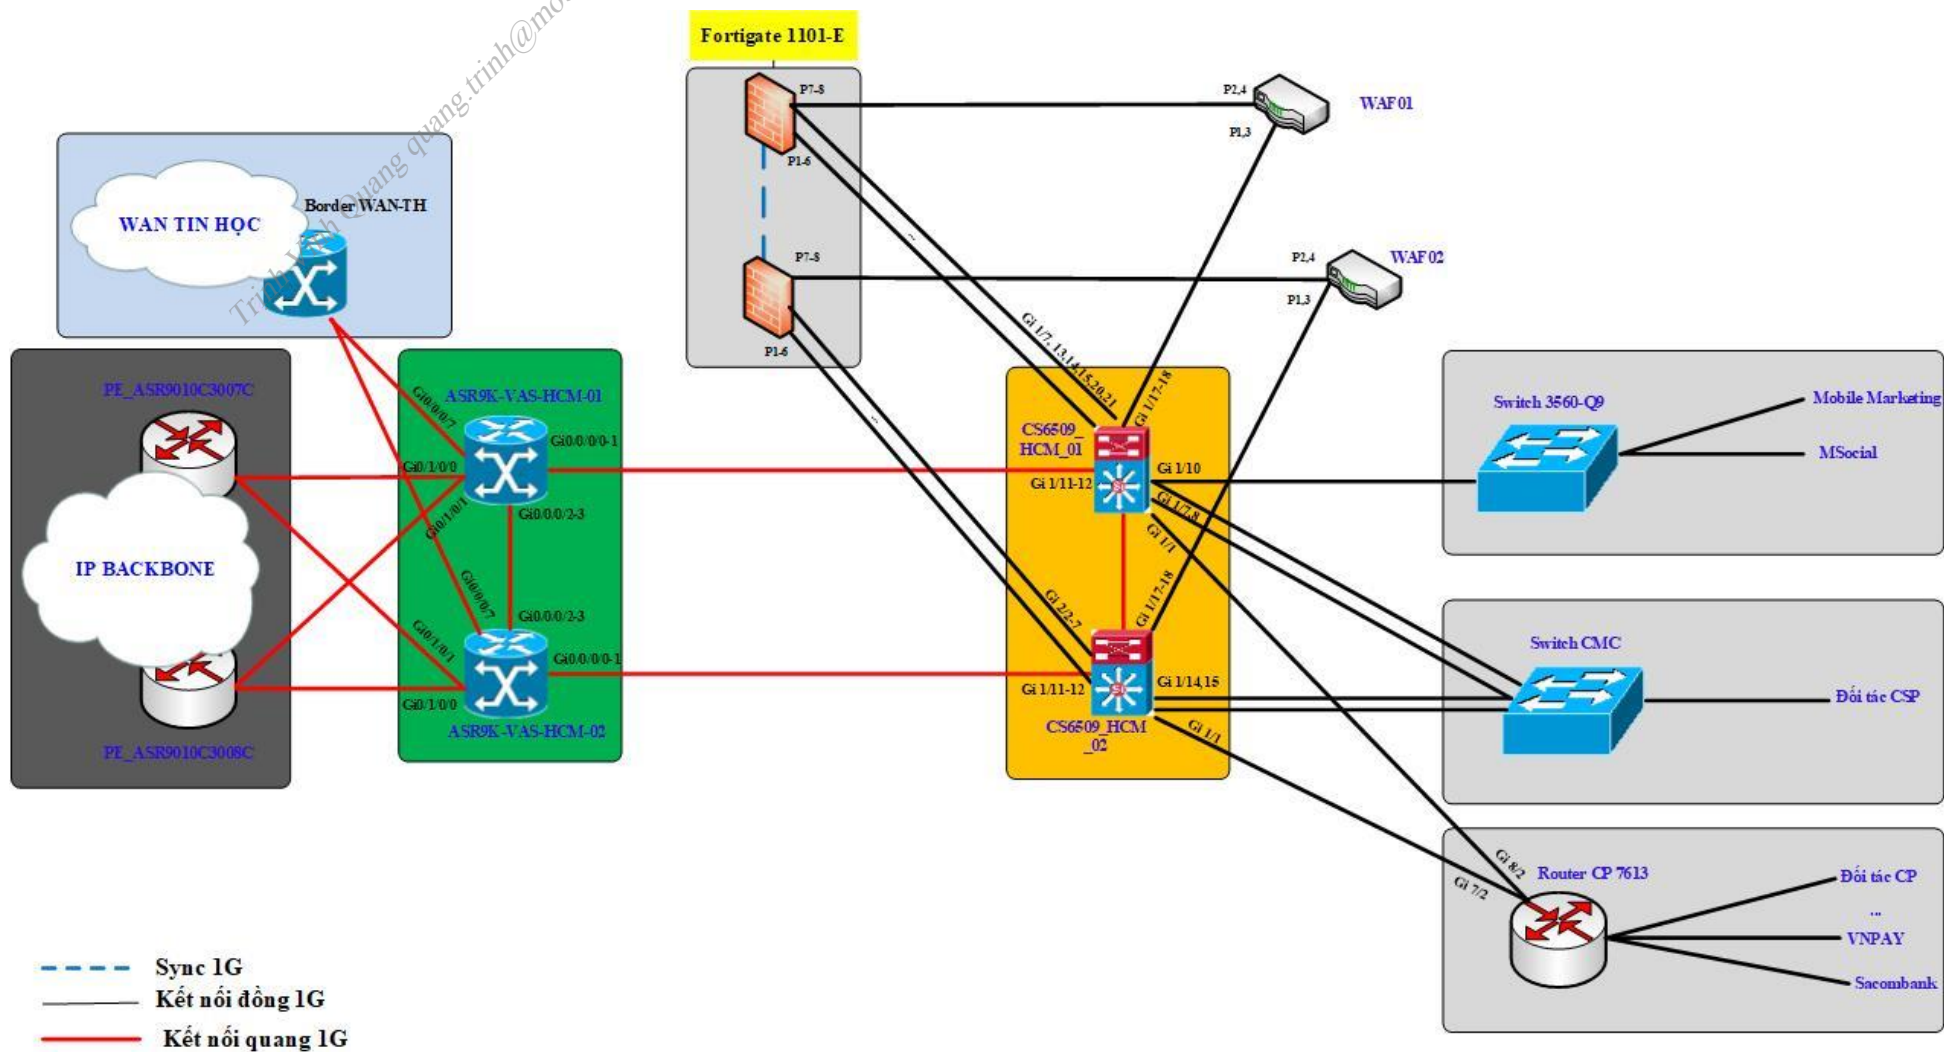 Fortigate 1101-E
P7-8
P1-6
P2,4
P1,3
WAF01
...
P7-8
P1-6
P2,4
P1,3
WAF02
...
WAN TIN HỌC
Border WAN-TH
PE_ASR9010C3007C
IP BACKBONE
PE_ASR9010C3008C
ASR9K-VAS-HCM-01
Gi0/0/0/7
Gi0/0/0/0-1
Gi0/1/0/0
Gi0/1/0/1
Gi0/0/0/2-3
Gi0/0/0/7
Gi0/0/0/2-3
Gi0/1/0/1
Gi0/0/0/0-1
Gi0/1/0/0
ASR9K-VAS-HCM-02
Gi 1/7, 13,14,15,20,21
Gi 1/17-18
CS6509_
HCM_01
Gi 1/10
Gi 1/11-12
Gi 1/7,8
Gi 1/1
Gi 2/2-7
Gi 1/17-18
Gi 1/11-12
Gi 1/14,15
CS6509_HCM
_02
Gi 1/1
Switch 3560-Q9
Mobile Marketing
MSocial
Switch CMC
Đối tác CSP
Gi 8/2
Gi 7/2
Router CP 7613
Đối tác CP
...
VNPAY
Sacombank
Sync 1G
Kết nối đồng 1G
Kết nối quang 1G
Quang quang.trinh@mo